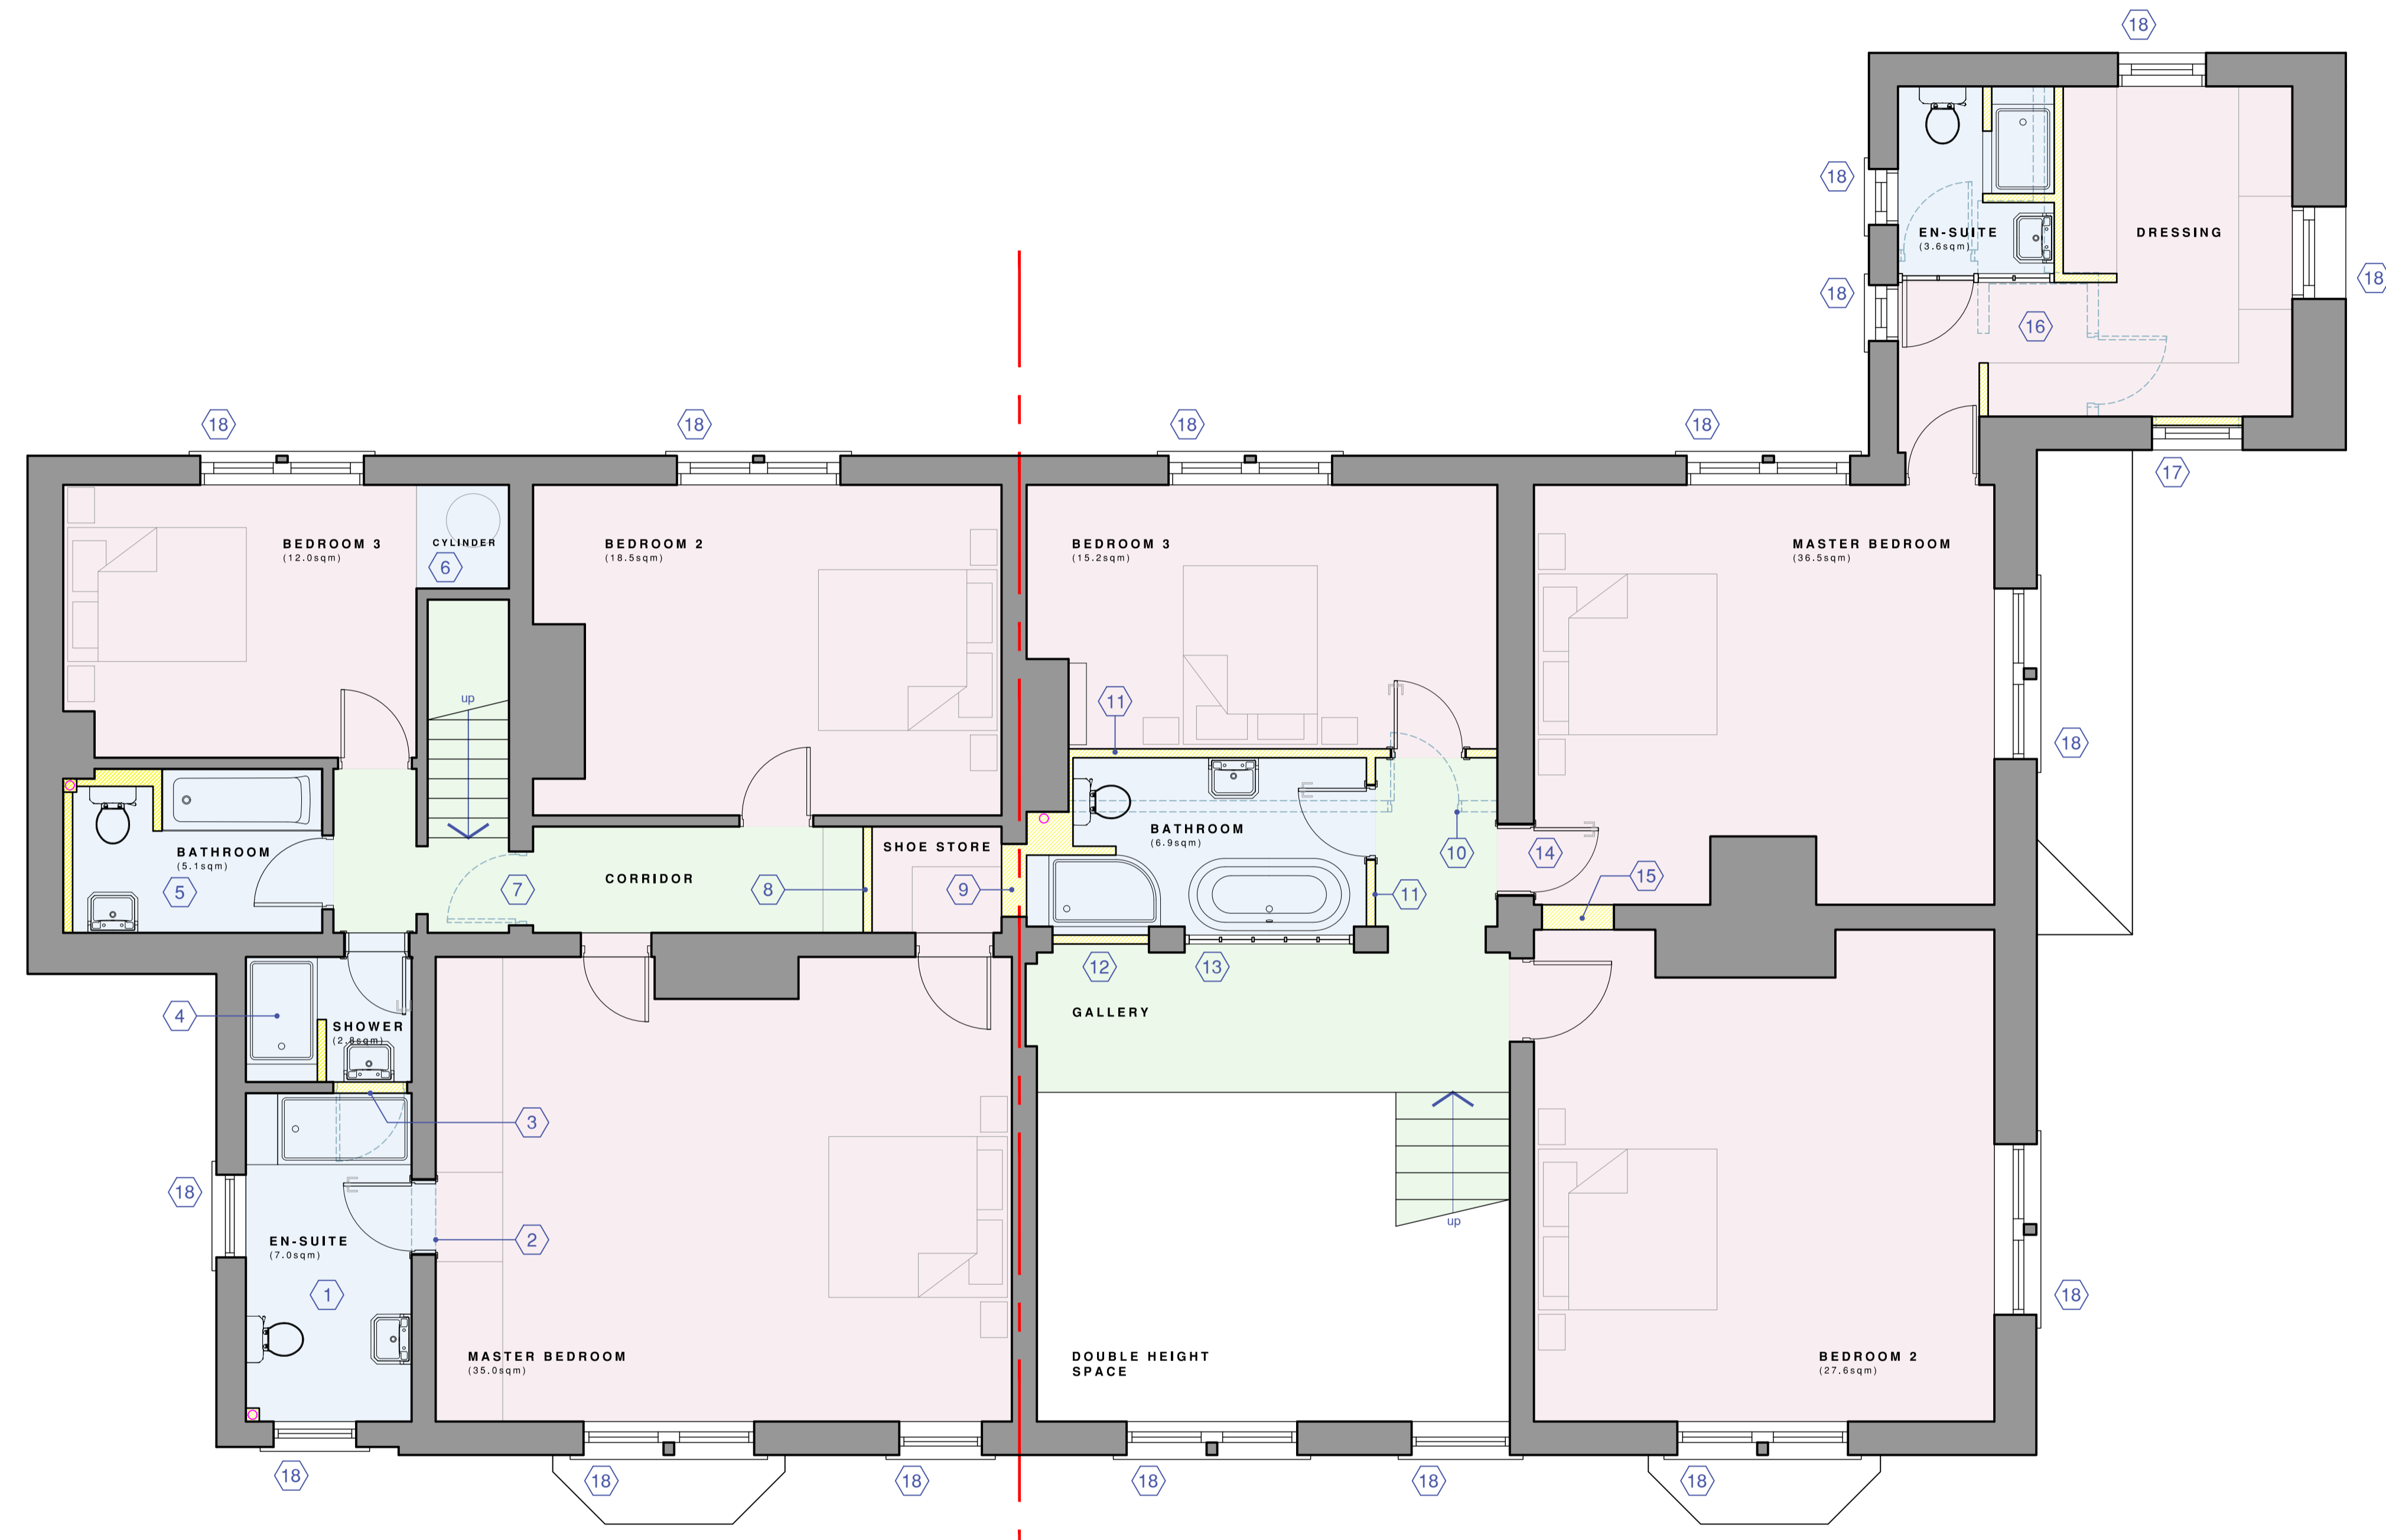 18
18
18
EN-SUITE
(3.6sqm)
DRESSING
18
18
16
18
18
18
18
17
BEDROOM 3
(12.0sqm)
CYLINDER
6
BEDROOM 2
(18.5sqm)
BEDROOM 3
(15.2sqm)
MASTER BEDROOM
(36.5sqm)
up
11
18
BATHROOM
(5.1sqm)
5
7
CORRIDOR
8
SHOE STORE
9
BATHROOM
(6.9sqm)
10
14
15
11
12
13
4
SHOWER
(2.8sqm)
GALLERY
3
18
2
EN-SUITE
(7.0sqm)
1
up
18
MASTER BEDROOM
(35.0sqm)
DOUBLE HEIGHT
SPACE
BEDROOM 2
(27.6sqm)
18
18
18
18
18
18